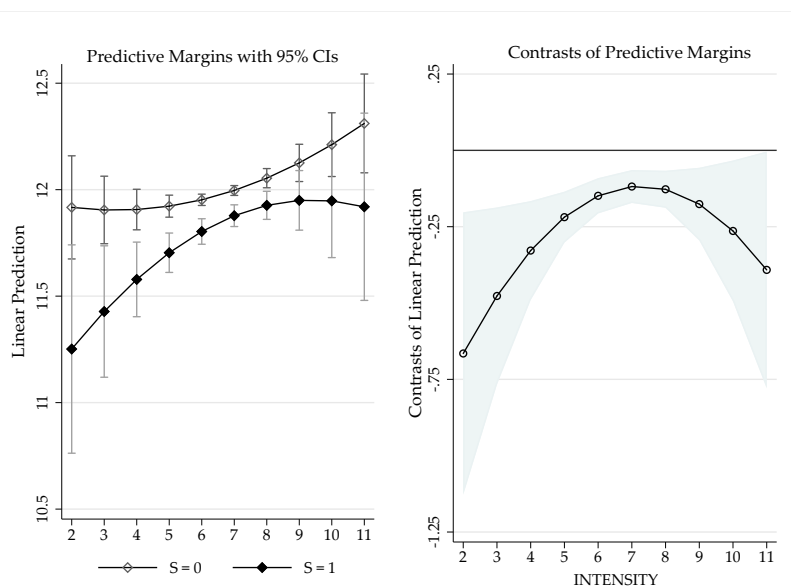 Predictive Margins with 95% CIs
Linear Prediction
12.5
12
11.5
11
10.5
2 3 4 5 6 7 8 9 10 11
S = 0 S = 1
Contrasts of Predictive Margins
Contrasts of Linear Prediction
.25
-.25
-.75
-1.25
2 3 4 5 6 7 8 9 10 11
INTENSITY